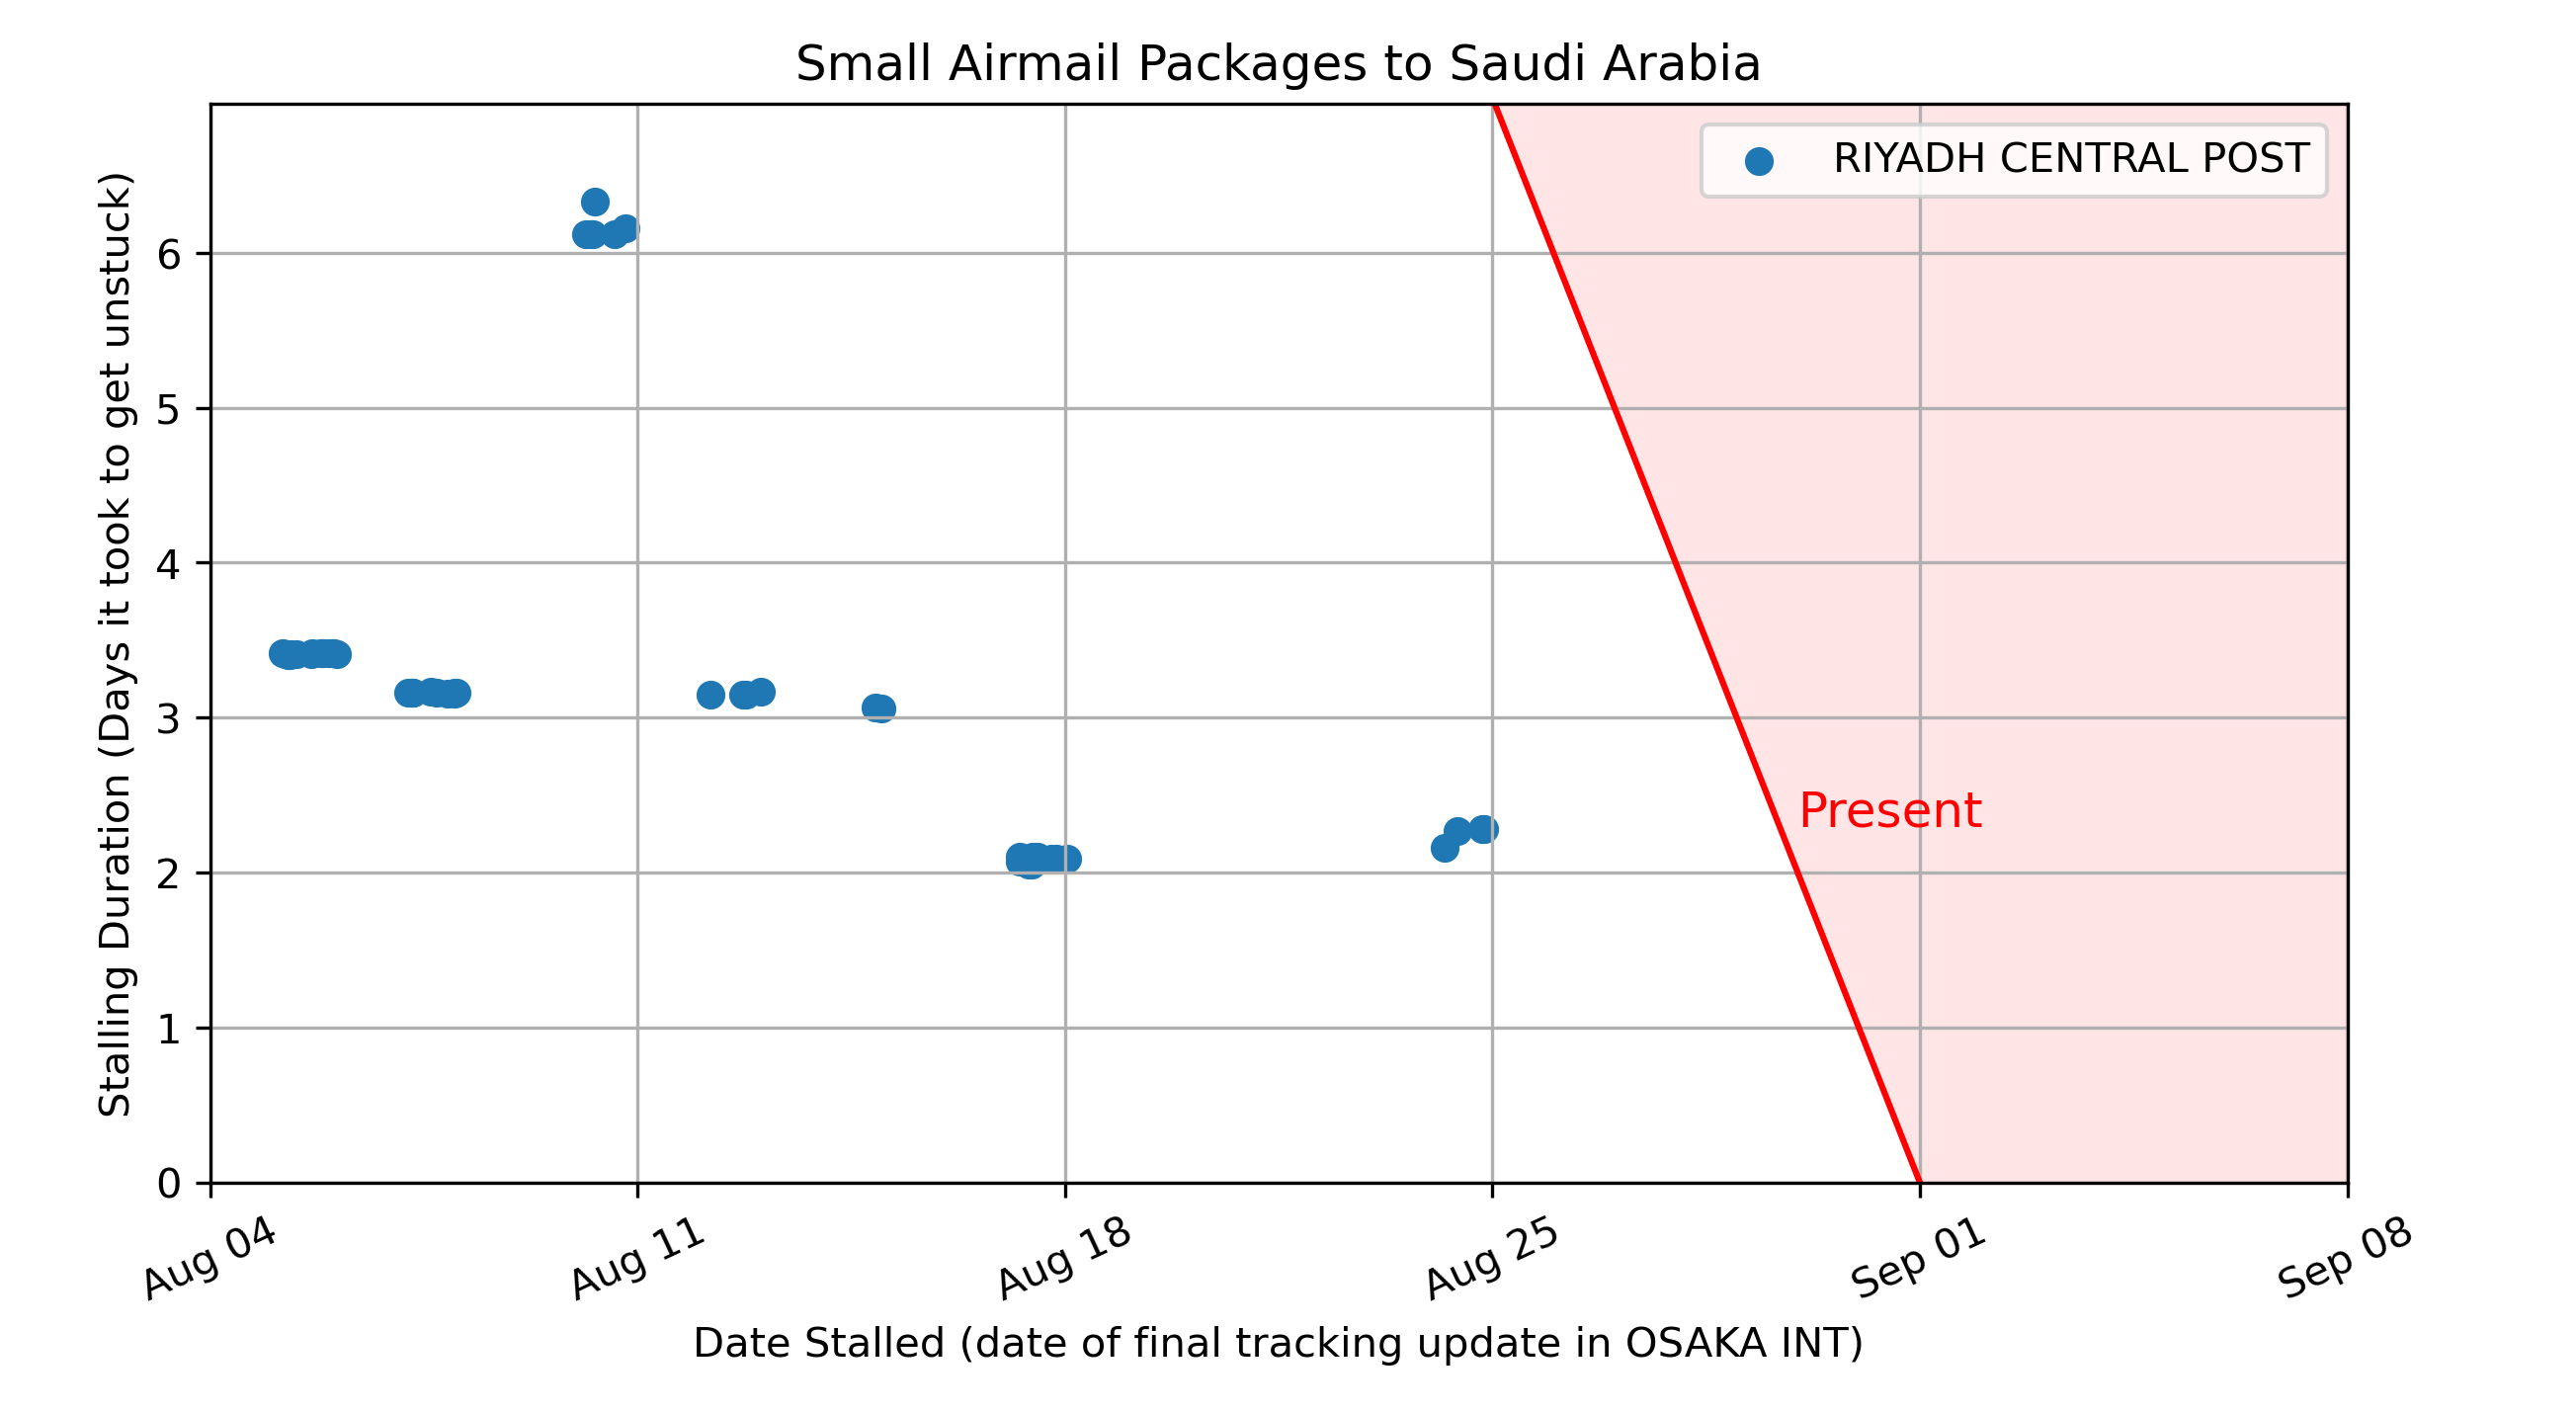 Small Airmail Packages to Saudi Arabia
RIYADH CENTRAL POST
Stalling Duration (Days it took to get unstuck)
6
5
4
3
2
1
0
Present
Aug 04
Aug 11
Aug 18
Aug 25
Sep 01
Sep 08
Date Stalled (date of final tracking update in OSAKA INT)